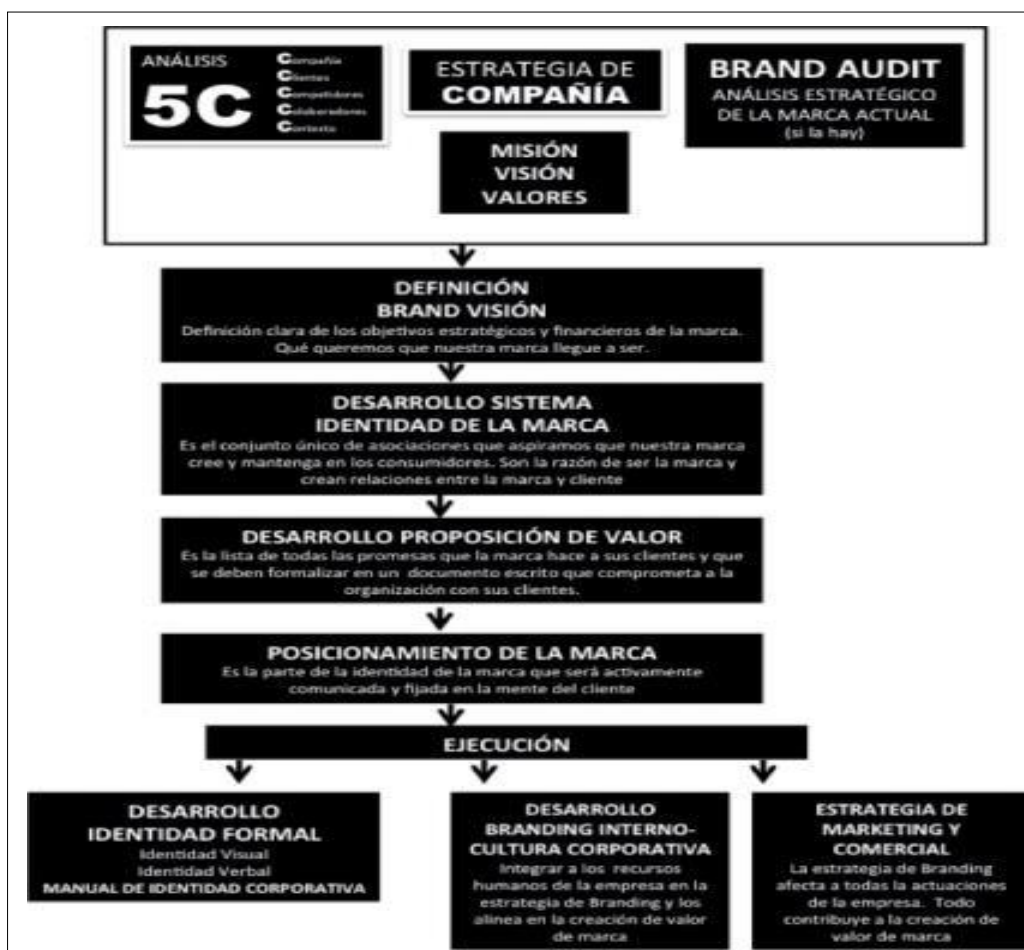 ANÁLISIS
5C
Compañía
Clientes
Competidores
Colaboradores
Contexto
ESTRATEGIA DE
COMPAÑÍA
BRAND AUDIT
ANÁLISIS ESTRATÉGICO
DE LA MARCA ACTUAL
(si la hay)
MISIÓN
VISIÓN
VALORES
DEFINICIÓN
BRAND VISIÓN
Definición clara de los objetivos estratégicos y financieros de la marca.
Qué queremos que nuestra marca llegue a ser.
DESARROLLO SISTEMA
IDENTIDAD DE LA MARCA
Es el conjunto único de asociaciones que aspiramos que nuestra marca
cree y mantenga en los consumidores. Son la razón de ser la marca y
crean relaciones entre la marca y cliente
DESARROLLO PROPOSICIÓN DE VALOR
Es la lista de todas las promesas que la marca hace a sus clientes y que
se deben formalizar en un documento escrito que comprometa a la
organización con sus clientes.
POSICIONAMIENTO DE LA MARCA
Es la parte de la identidad de la marca que será activamente
comunicada y fijada en la mente del cliente
EJECUCIÓN
DESARROLLO
IDENTIDAD FORMAL
Identidad Visual
Identidad Verbal
MANUAL DE IDENTIDAD CORPORATIVA
DESARROLLO
BRANDING INTERNO-
CULTURA CORPORATIVA
Integrar a los recursos
humanos de la empresa en la
estrategia de Branding y los
alinea en la creación de valor
de marca
ESTRATEGIA DE
MARKETING Y
COMERCIAL
La estrategia de Branding
afecta a todas la actuaciones
de la empresa. Todo
contribuye a la creación de
valor de marca